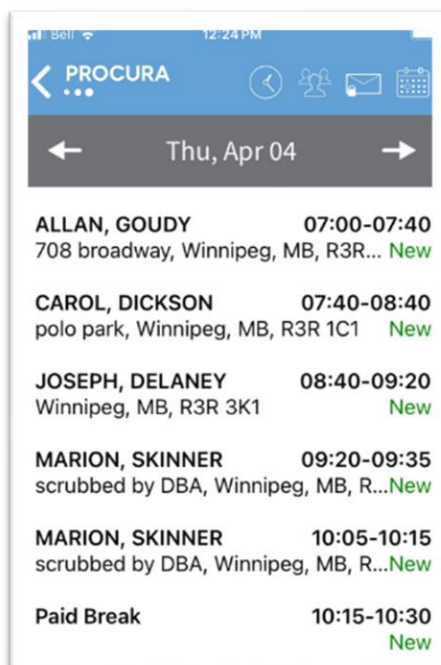 Bell 12:24 PM
PROCURA
Thu, Apr 04
ALLAN, GOUDY 07:00-07:40
708 broadway, Winnipeg, MB, R3R... New
CAROL, DICKSON 07:40-08:40
polo park, Winnipeg, MB, R3R 1C1 New
JOSEPH, DELANEY 08:40-09:20
Winnipeg, MB, R3R 3K1 New
MARION, SKINNER 09:20-09:35
scrubbed by DBA, Winnipeg, MB, R...New
MARION, SKINNER 10:05-10:15
scrubbed by DBA, Winnipeg, MB, R...New
Paid Break 10:15-10:30
New